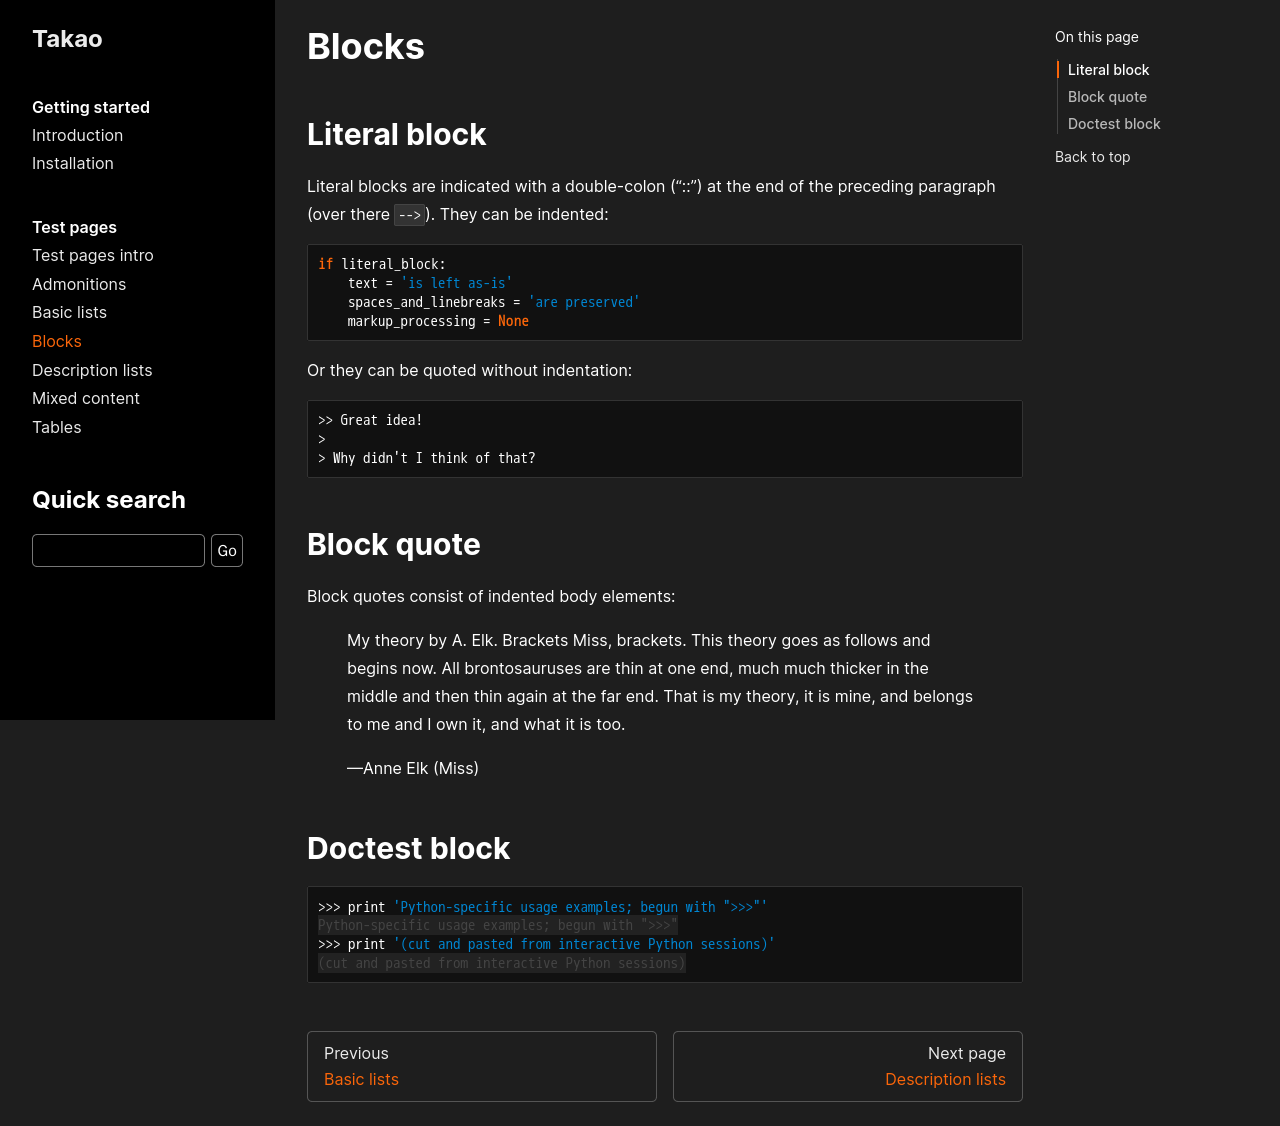 Takao
Getting started
Introduction
Installation
Test pages
Test pages intro
Admonitions
Basic lists
Blocks
Description lists
Mixed content
Tables
Quick search
Go
Blocks
Literal block
Literal blocks are indicated with a double-colon (“::”) at the end of the preceding paragraph
(over there -->). They can be indented:
if literal_block:
    text = 'is left as-is'
    spaces_and_linebreaks = 'are preserved'
    markup_processing = None
Or they can be quoted without indentation:
>> Great idea!
>
> Why didn't I think of that?
Block quote
Block quotes consist of indented body elements:
My theory by A. Elk. Brackets Miss, brackets. This theory goes as follows and
begins now. All brontosauruses are thin at one end, much much thicker in the
middle and then thin again at the far end. That is my theory, it is mine, and belongs
to me and I own it, and what it is too.
—Anne Elk (Miss)
Doctest block
>>> print 'Python-specific usage examples; begun with ">>>"'
Python-specific usage examples; begun with ">>>"
>>> print '(cut and pasted from interactive Python sessions)'
(cut and pasted from interactive Python sessions)
Previous
Basic lists
Next page
Description lists
On this page
Literal block
Block quote
Doctest block
Back to top